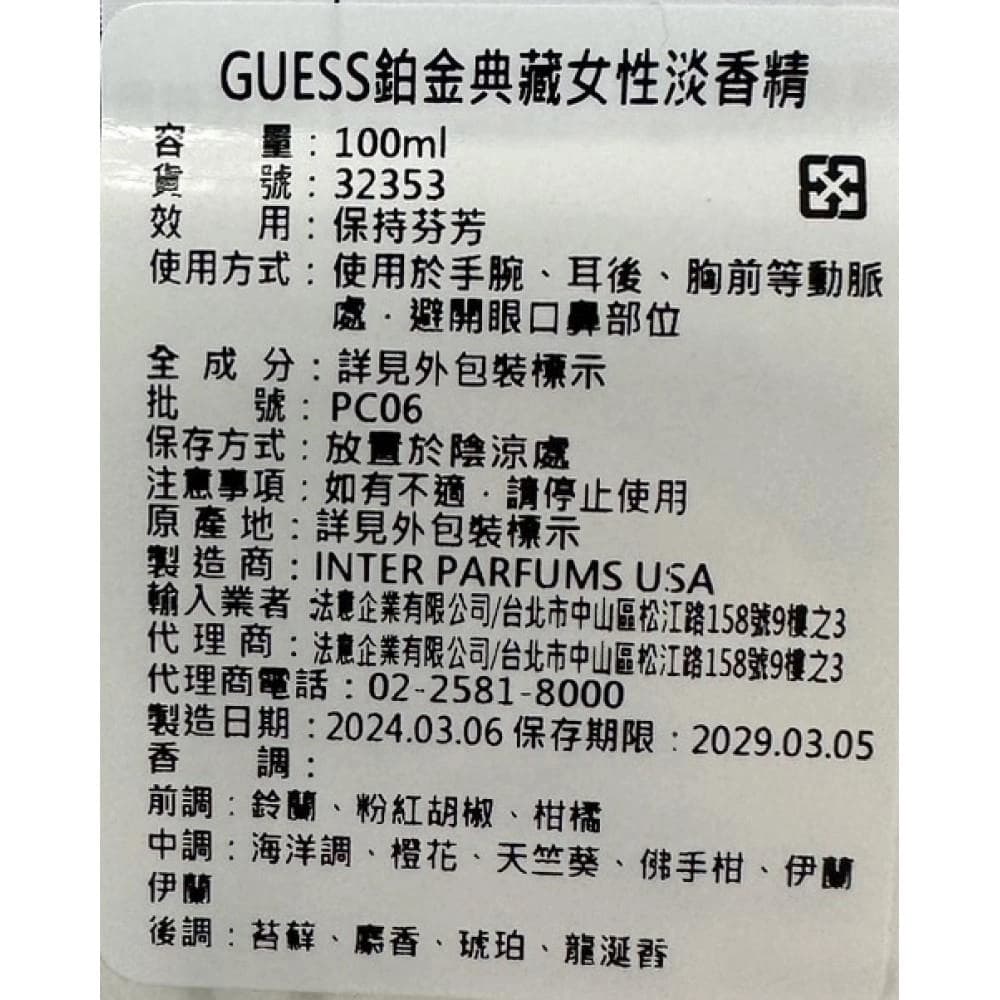 GUESS鉑金典藏女性淡香精
容量：100ml
貨號：32353
效用：保持芬芳
使用方式：使用於手腕、耳後、胸前等動脈
處，避開眼口鼻部位
全成分：詳見外包裝標示
批號：PC06
保存方式：放置於陰涼處
注意事項：如有不適，請停止使用
原產地：詳見外包裝標示
製造商：INTER PARFUMS USA
輸入業者：法意企業有限公司/台北市中山區松江路158號9樓之3
代理商：法意企業有限公司/台北市中山區松江路158號9樓之3
代理商電話：02-2581-8000
製造日期：2024.03.06 保存期限：2029.03.05
香調：
前調：鈴蘭、粉紅胡椒、柑橘
中調：海洋調、橙花、天竺葵、佛手柑、伊蘭
伊蘭
後調：苔蘚、麝香、琥珀、龍涎香